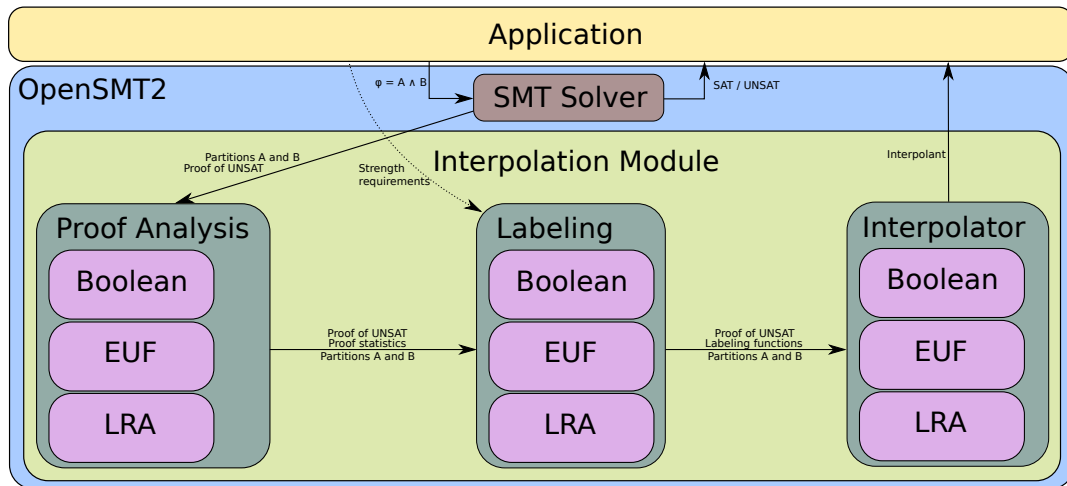 Application
OpenSMT2
φ = A ∧ B
SMT Solver
SAT / UNSAT
Partitions A and B
Proof of UNSAT
Strength
requirements
Interpolation Module
Interpolant
Proof Analysis
Boolean
EUF
LRA
Proof of UNSAT
Proof statistics
Partitions A and B
Labeling
Boolean
EUF
LRA
Proof of UNSAT
Labeling functions
Partitions A and B
Interpolator
Boolean
EUF
LRA